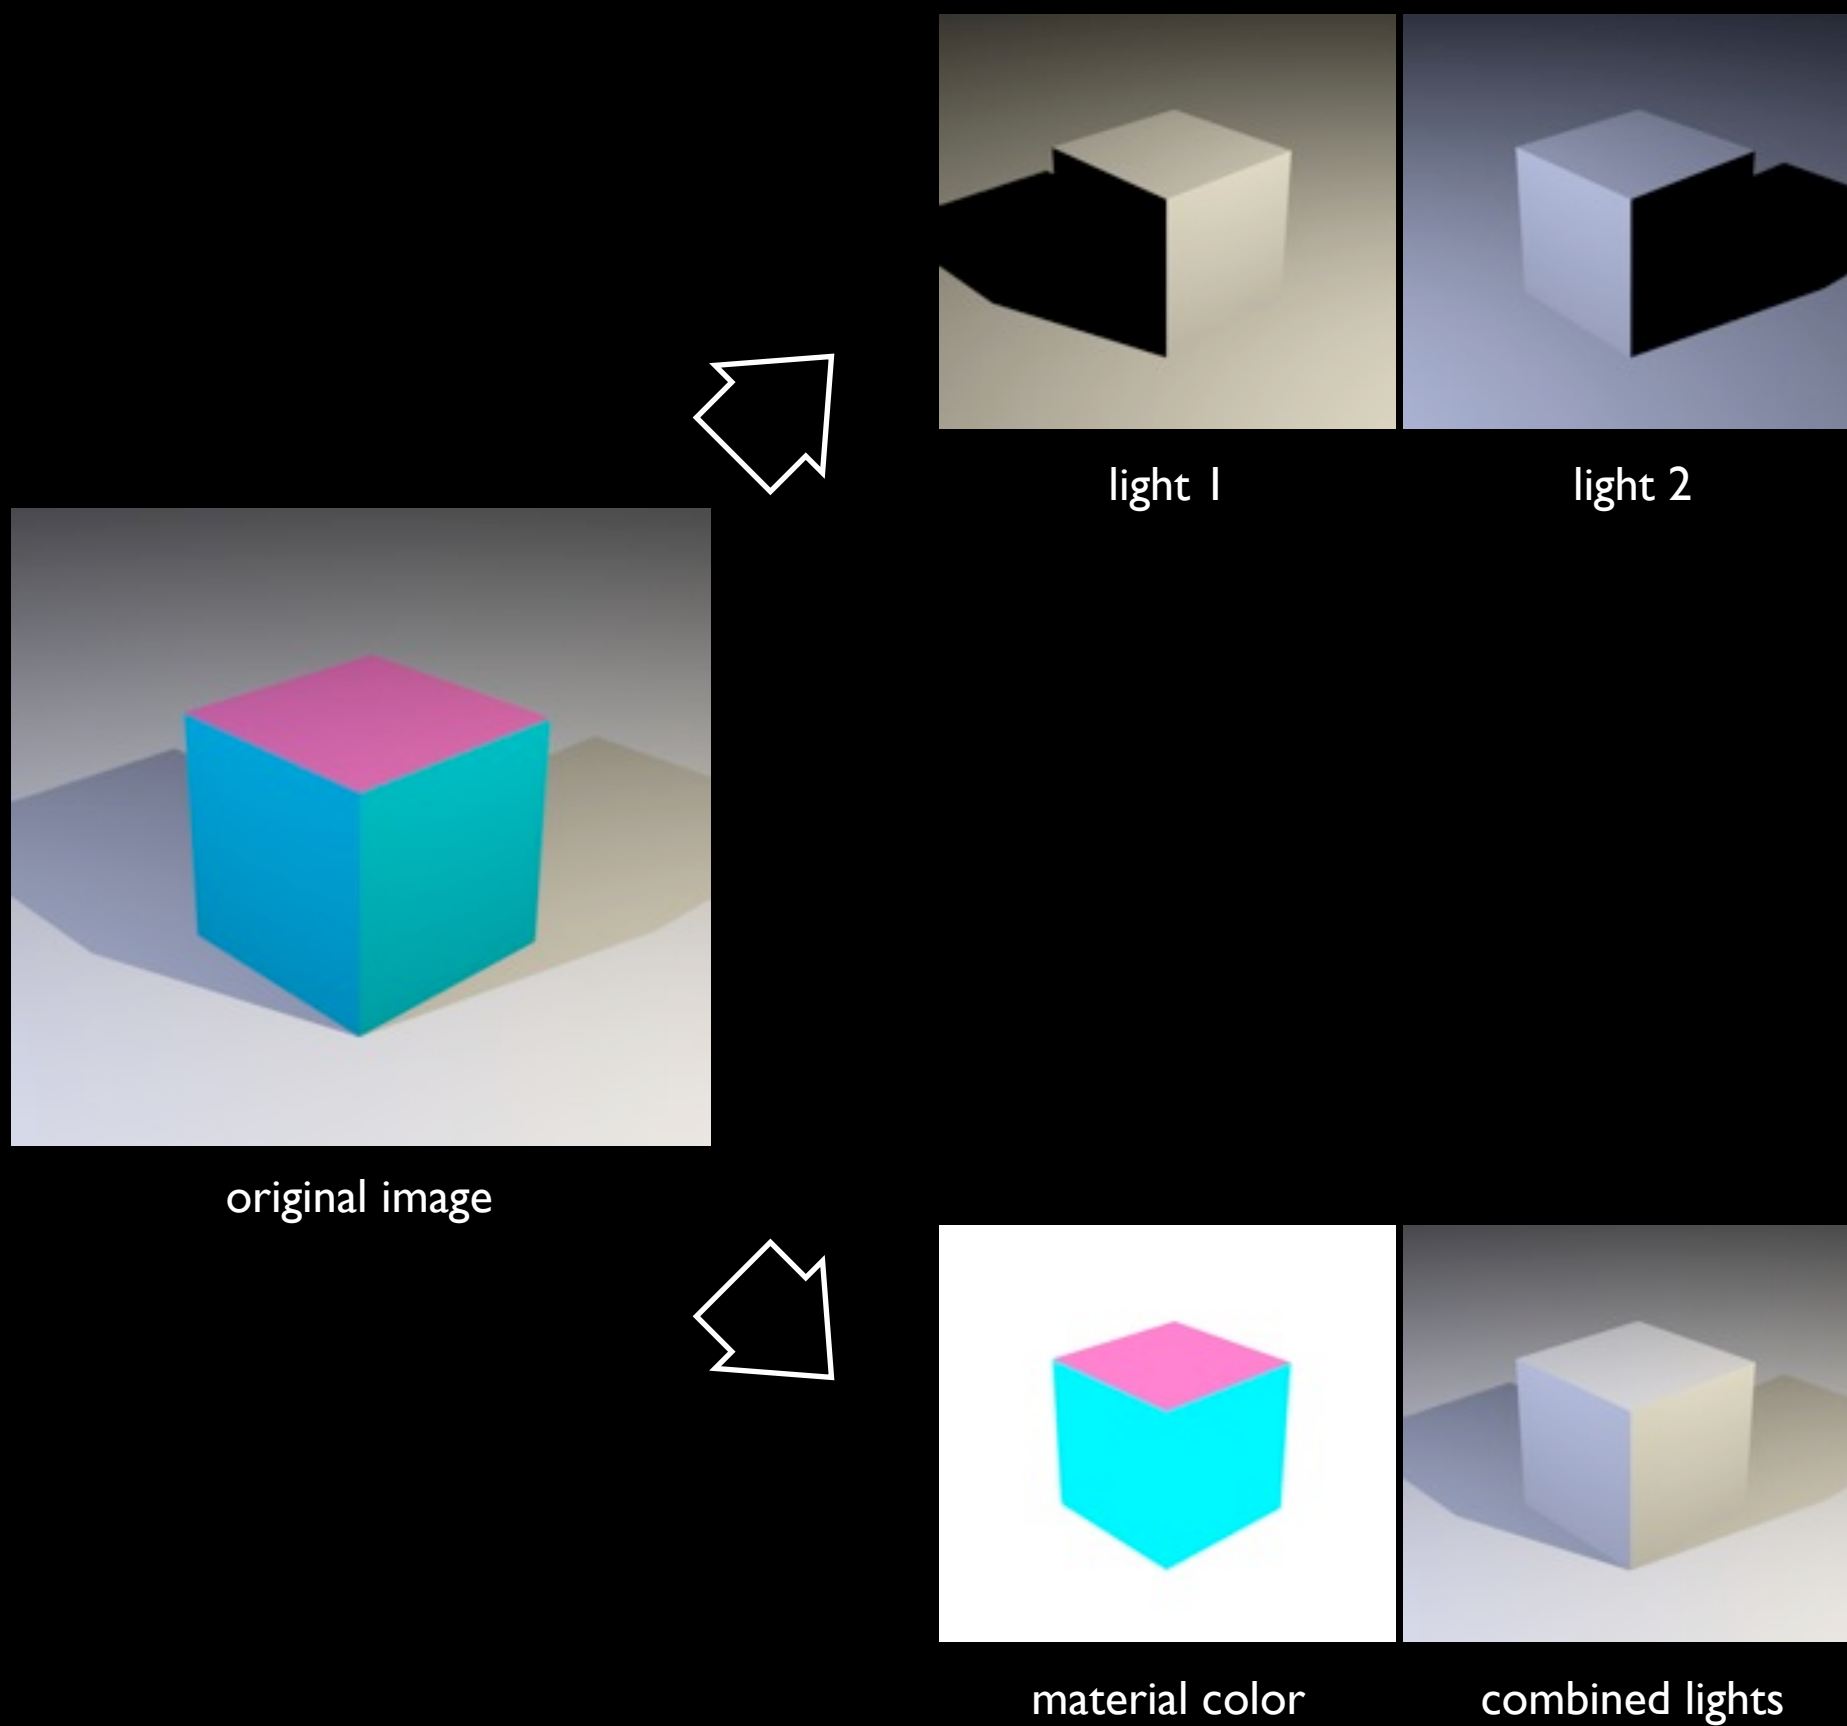 light 1
light 2
original image
material color
combined lights